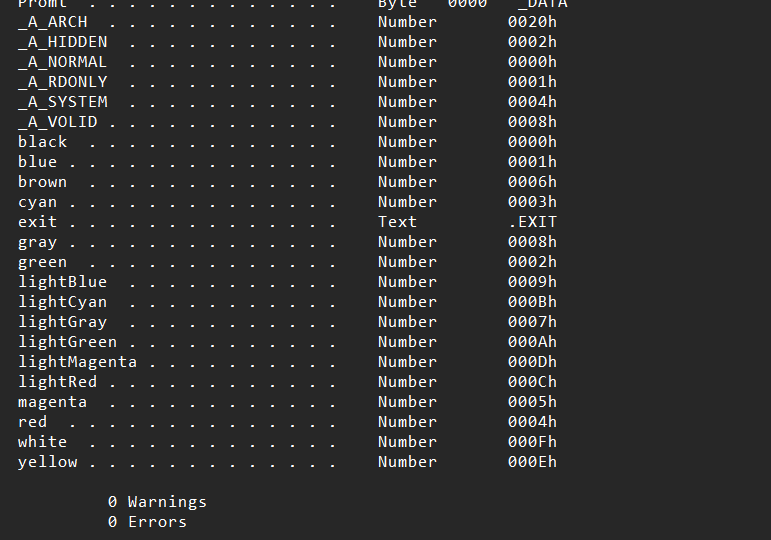 Promt . . . . . . . . . . . . . Byte 0000 _DATA
_A_ARCH . . . . . . . . . . . . Number 0020h
_A_HIDDEN . . . . . . . . . . . Number 0002h
_A_NORMAL . . . . . . . . . . . Number 0000h
_A_RDONLY . . . . . . . . . . . Number 0001h
_A_SYSTEM . . . . . . . . . . . Number 0004h
_A_VOLID . . . . . . . . . . . . Number 0008h
black . . . . . . . . . . . . . Number 0000h
blue . . . . . . . . . . . . . . Number 0001h
brown . . . . . . . . . . . . . Number 0006h
cyan . . . . . . . . . . . . . . Number 0003h
exit . . . . . . . . . . . . . . Text .EXIT
gray . . . . . . . . . . . . . . Number 0008h
green . . . . . . . . . . . . . Number 0002h
lightBlue . . . . . . . . . . . Number 0009h
lightCyan . . . . . . . . . . . Number 000Bh
lightGray . . . . . . . . . . . Number 0007h
lightGreen . . . . . . . . . . . Number 000Ah
lightMagenta . . . . . . . . . . Number 000Dh
lightRed . . . . . . . . . . . . Number 000Ch
magenta . . . . . . . . . . . . Number 0005h
red . . . . . . . . . . . . . . Number 0004h
white . . . . . . . . . . . . . Number 000Fh
yellow . . . . . . . . . . . . . Number 000Eh
0 Warnings
0 Errors